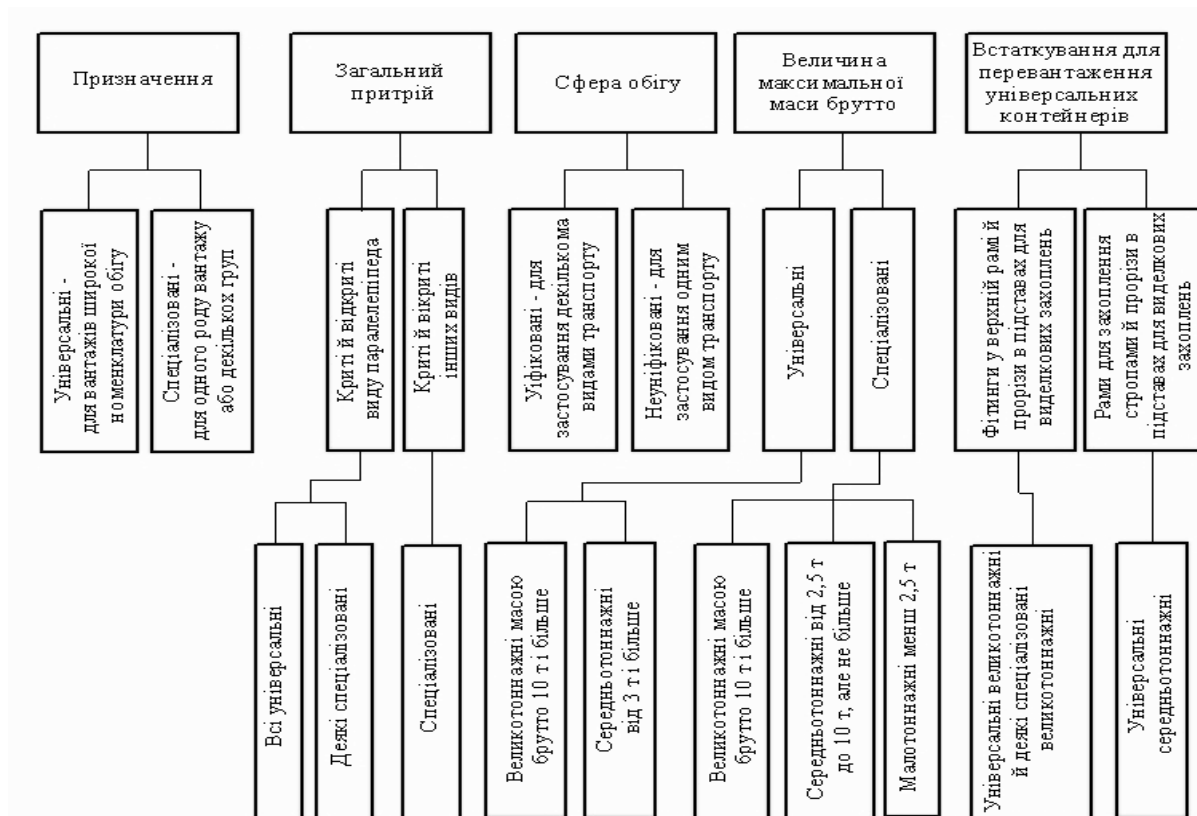 Призначення
Загальний
притрій
Сфера обігу
Величина
максимальної
маси брутто
Встаткування для
перевантаження
універсальних
контейнерів
Універсальні -
для вантажів широкої
номенклатури обігу
Спеціалізовані -
для одного роду вантажу
або декількох груп
Криті й відкриті
виду паралелепіпеда
Криті й вікриті
інших видів
Уіфіковані - для
застосування декількома
видами транспорту
Неуніфіковані - для
застосування одним
видом транспорту
Універсальні
Спеціалізовані
Фітинги у верхній рамі й
прорізи в підставах для
виделкових захоплень
Рами для захоплення
стропами й прорізи в
підставах для виделкових
захоплень
Всі універсальні
Деякі спеціалізовані
Спеціалізовані
Великотоннажні масою
брутто 10 т і більше
Середньотоннажні
від 3 т і більше
Великотоннажні масою
брутто 10 т і більше
Середньотоннажні від 2,5 т
до 10 т, але не більше
Малотоннажні менш 2,5 т
Універсальні великотоннажні
й деякі спеціалізовані
великотоннажні
Універсальні
середньотоннажні